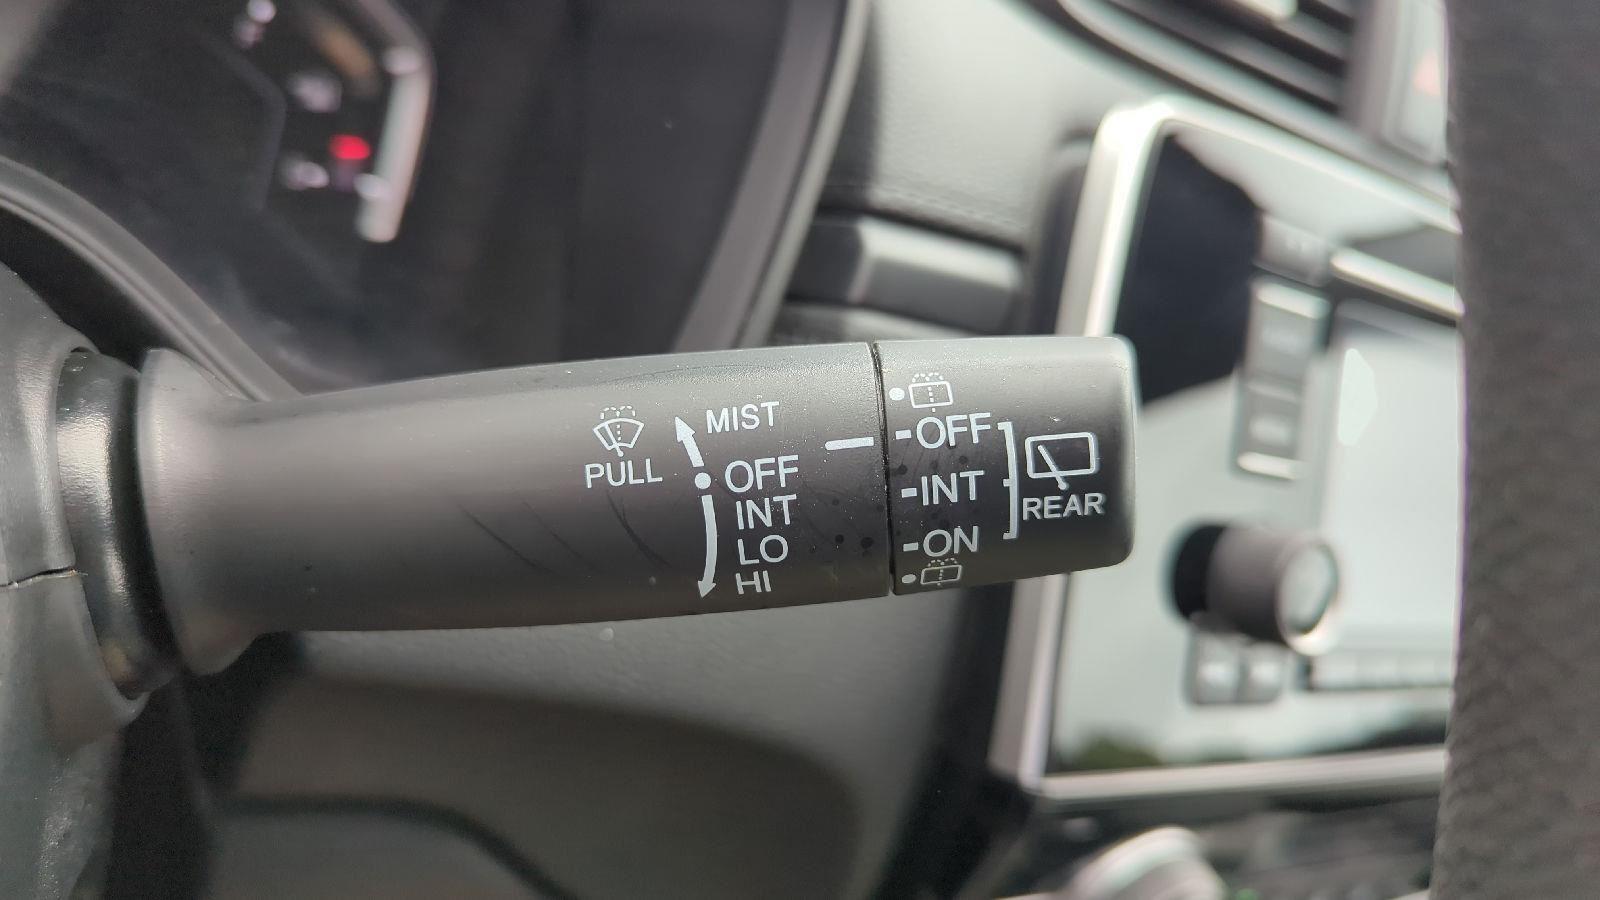 PULL
MIST
OFF
INT
LO
HI
-OFF
-INT
-ON
REAR